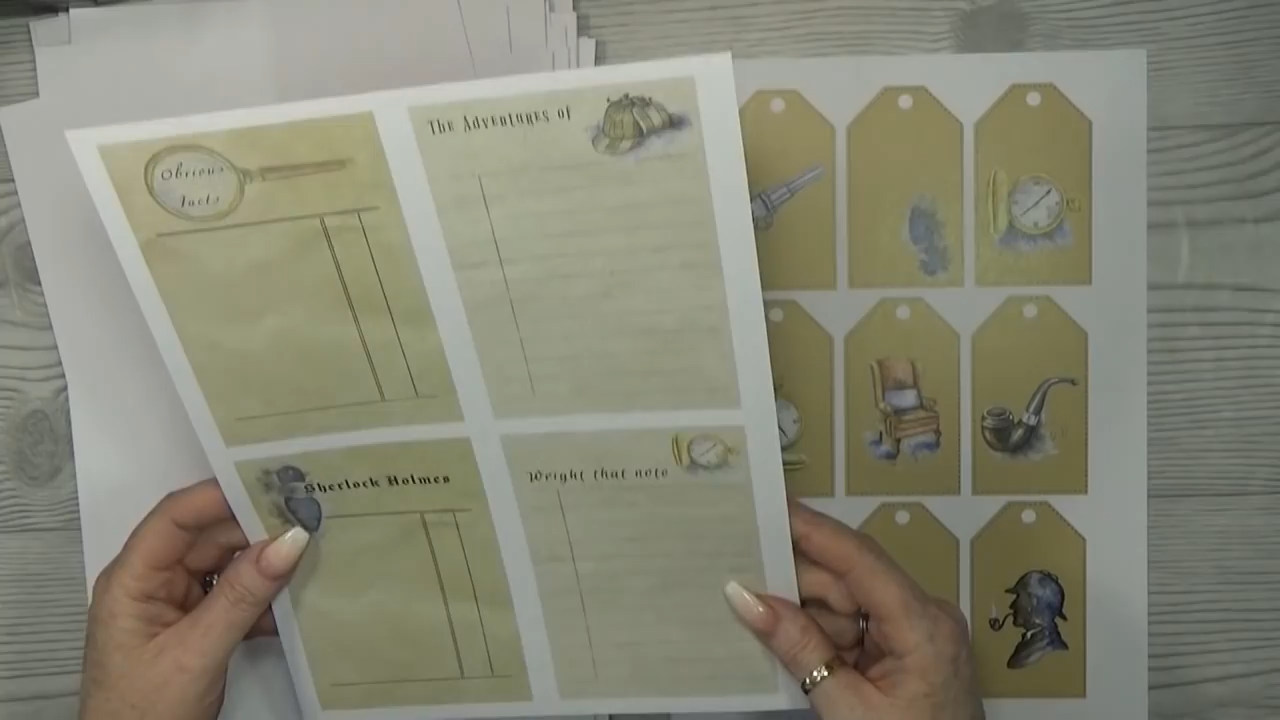 Obvious
facts
The Adventures of
Sherlock Holmes
Wright that note